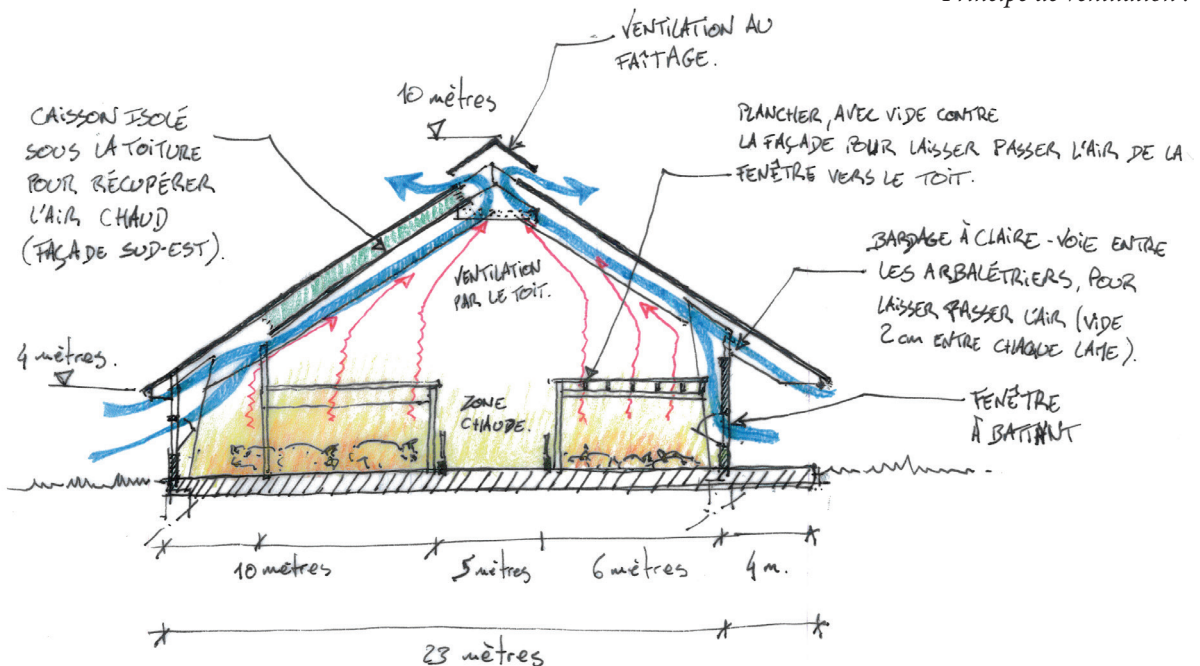 Principe de ventilation
VENTILATION AU
FAÎTAGE.
10 mètres
CAISSON ISOLÉ
SOUS LA TOITURE
POUR RÉCUPÉRER
L'AIR CHAUD
(FAÇADE SUD-EST).
PLANCHER, AVEC VIDE CONTRE
LA FAÇADE POUR LAISSER PASSER L'AIR DE LA
FENÊTRE VERS LE TOIT.
BARDAGE À CLAIRE-VOIE ENTRE
LES ARBALÉTRIERS, POUR
LAISSER PASSER L'AIR (VIDE
2 cm ENTRE CHAQUE LAME).
VENTILATION
PAR LE TOIT.
4 mètres.
ZONE
CHAUDE.
FENÊTRE
À BATTANT
10 mètres
5 mètres
6 mètres
4 m.
23 mètres